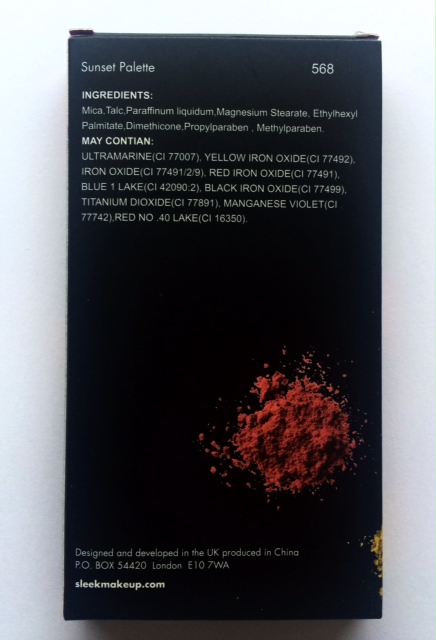 Sunset Palette 568
INGREDIENTS:
Mica,Talc,Paraffinum liquidum,Magnesium Stearate, Ethylhexyl
Palmitate,Dimethicone,Propylparaben , Methylparaben.
MAY CONTIAN:
ULTRAMARINE(CI 77007), YELLOW IRON OXIDE(CI 77492),
IRON OXIDE(CI 77491/2/9), RED IRON OXIDE(CI 77491),
BLUE 1 LAKE(CI 42090:2), BLACK IRON OXIDE(CI 77499),
TITANIUM DIOXIDE(CI 77891), MANGANESE VIOLET(CI
77742),RED NO .40 LAKE(CI 16350).
Designed and developed in the UK produced in China
P.O. BOX 54420 London E10 7WA
sleekmakeup.com